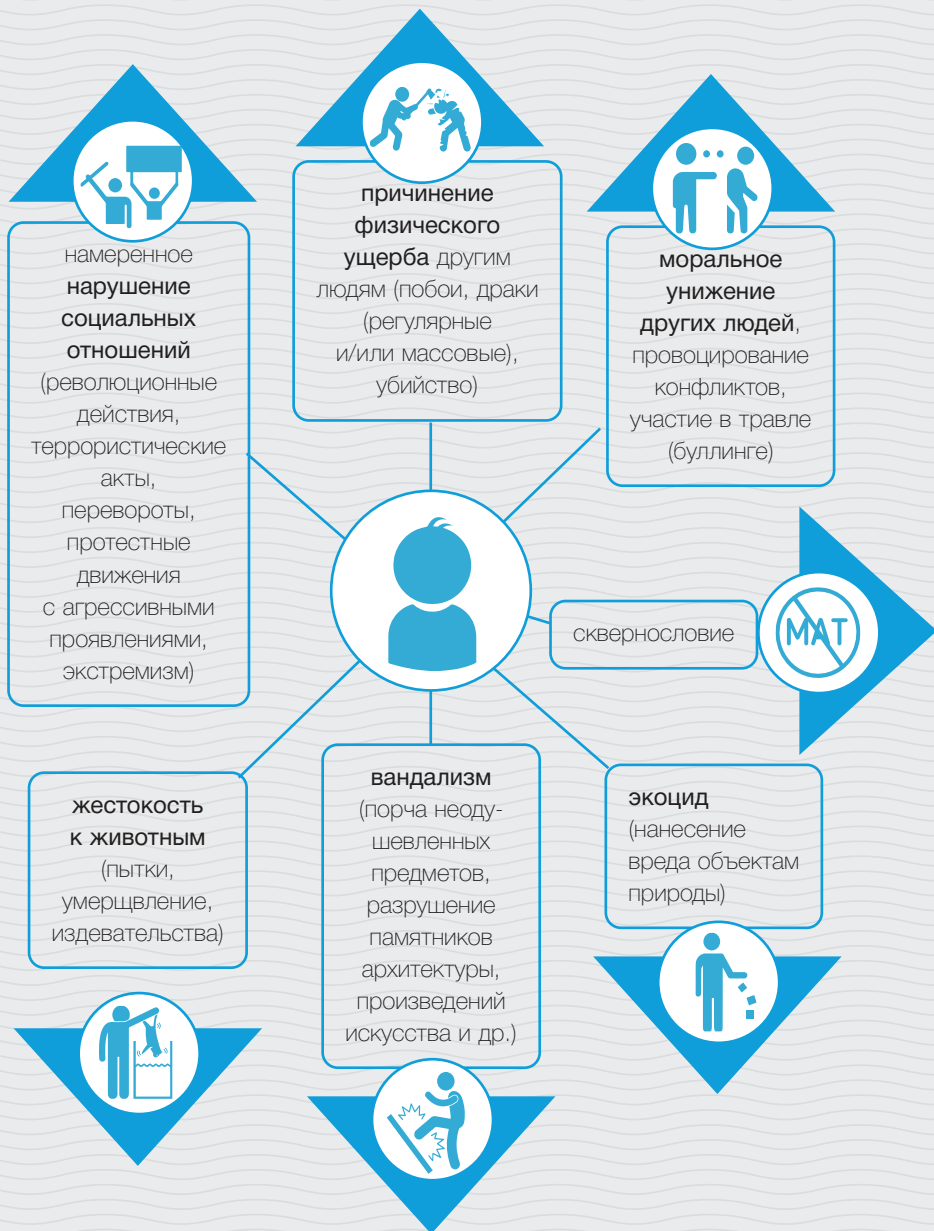 намеренное
нарушение
социальных
отношений
(революционные
действия,
террористические
акты,
перевороты,
протестные
движения
с агрессивными
проявлениями,
экстремизм)
причинение
физического
ущерба другим
людям (побои, драки
(регулярные
и/или массовые),
убийство)
моральное
унижение
других людей,
провоцирование
конфликтов,
участие в травле
(буллинге)
сквернословие
МАТ
жестокость
к животным
(пытки,
умерщвление,
издевательства)
вандализм
(порча неоду-
шевленных
предметов,
разрушение
памятников
архитектуры,
произведений
искусства и др.)
экоцид
(нанесение
вреда объектам
природы)